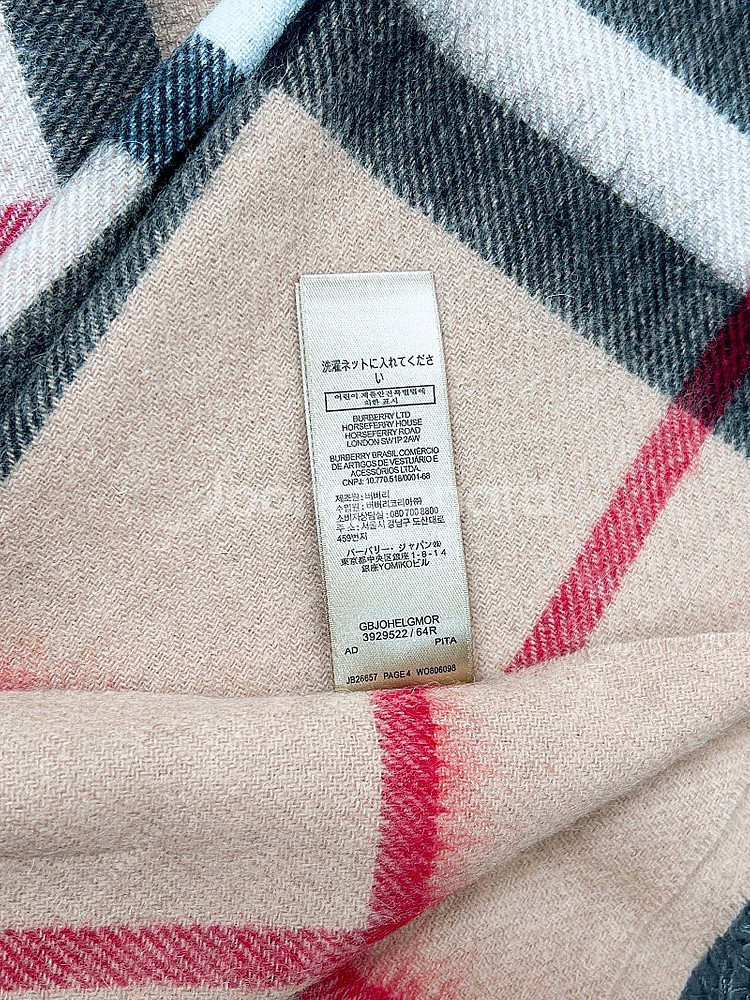 洗濯ネットに入れてくださ
い
어린이 제품안전특별법에
의한 표시
BURBERRY LTD
HORSEFERRY HOUSE
HORSEFERRY ROAD
LONDON SW1P 2AW
BURBERRY BRASIL COMÉRCIO
DE ARTIGOS DE VESTUÁRIO E
ACESSÓRIOS LTDA.
CNPJ: 10.770.518/0001-68
제조원 : 버버리
수입원 : 버버리코리아㈜
소비자상담실 : 080 700 8800
주 소 : 서울시 강남구 도산대로
459번지
バーバリー・ジャパン㈱
東京都中央区銀座 1 - 8 - 1 4
銀座YOMIKOビル
GBJOHELGMOR
3929522 / 64R
AD PITA
JB26657 PAGE 4 WO806098